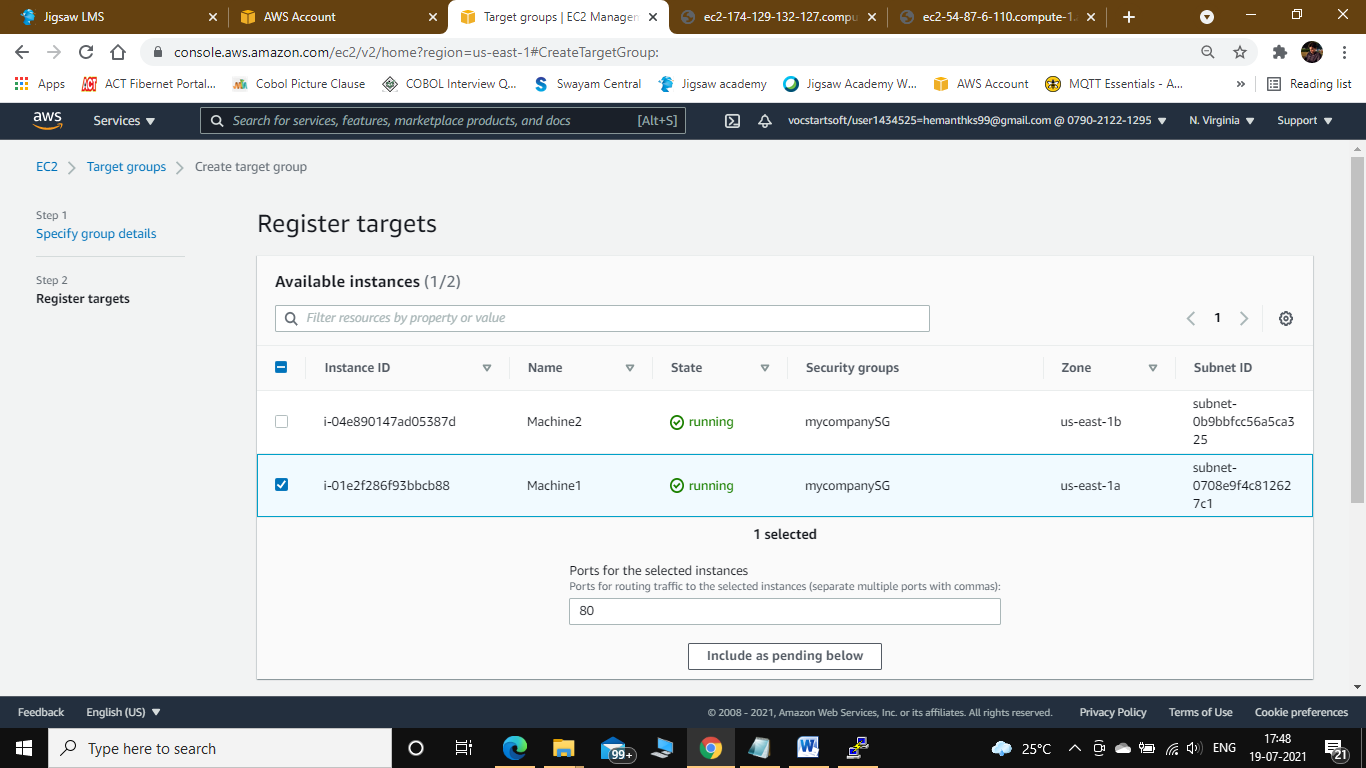 Jigsaw LMS
AWS Account
Target groups | EC2 Manage
ec2-174-129-132-127.compu
ec2-54-87-6-110.compute-1.
console.aws.amazon.com/ec2/v2/home?region=us-east-1#CreateTargetGroup:
Apps
ACT Fibernet Portal...
Cobol Picture Clause
COBOL Interview Q...
Swayam Central
Jigsaw academy
Jigsaw Academy W...
AWS Account
MQTT Essentials - A...
»
Reading list
aws
Services
Search for services, features, marketplace products, and docs
[Alt+S]
vocstartsoft/user1434525=hemanthks99@gmail.com @ 0790-2122-1295
N. Virginia
Support
EC2
Target groups
Create target group
Step 1
Specify group details
Step 2
Register targets
Register targets
Available instances (1/2)
Filter resources by property or value
1
Instance ID
Name
State
Security groups
Zone
Subnet ID
i-04e890147ad05387d
Machine2
running
mycompanySG
us-east-1b
subnet-
0b9bbfcc56a5ca3
25
i-01e2f286f93bbcb88
Machine1
running
mycompanySG
us-east-1a
subnet-
0708e9f4c81262
7c1
1 selected
Ports for the selected instances
Ports for routing traffic to the selected instances (separate multiple ports with commas):
80
Include as pending below
Feedback
English (US)
© 2008 - 2021, Amazon Web Services, Inc. or its affiliates. All rights reserved.
Privacy Policy
Terms of Use
Cookie preferences
Type here to search
99+
25°C
ENG
17:48
19-07-2021
21